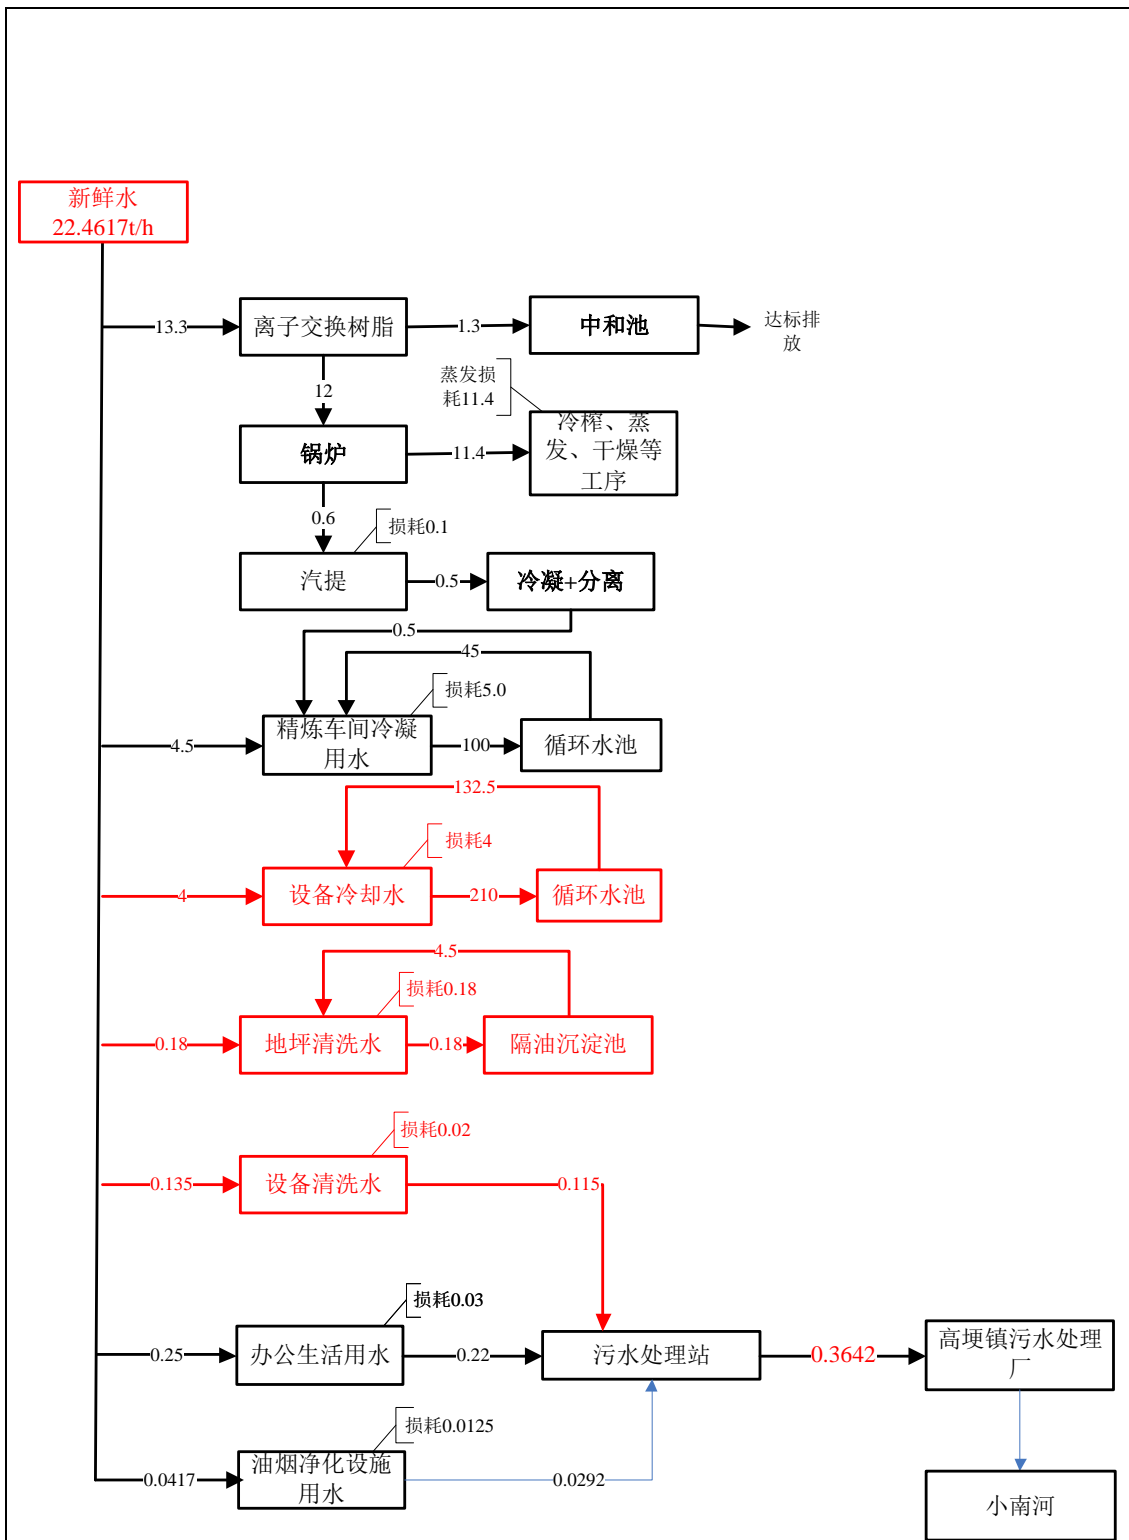 新鲜水
22.4617t/h
13.3
离子交换树脂
1.3
中和池
达标排
放
12
蒸发损
耗11.4
锅炉
11.4
冷榨、蒸
发、干燥等
工序
0.6
损耗0.1
汽提
0.5
冷凝+分离
0.5
45
损耗5.0
4.5
精炼车间冷凝
用水
100
循环水池
132.5
损耗4
4
设备冷却水
210
循环水池
4.5
损耗0.18
0.18
地坪清洗水
0.18
隔油沉淀池
损耗0.02
0.135
设备清洗水
0.115
损耗0.03
0.25
办公生活用水
0.22
污水处理站
0.3642
高埂镇污水处理
厂
损耗0.0125
0.0417
油烟净化设施
用水
0.0292
小南河